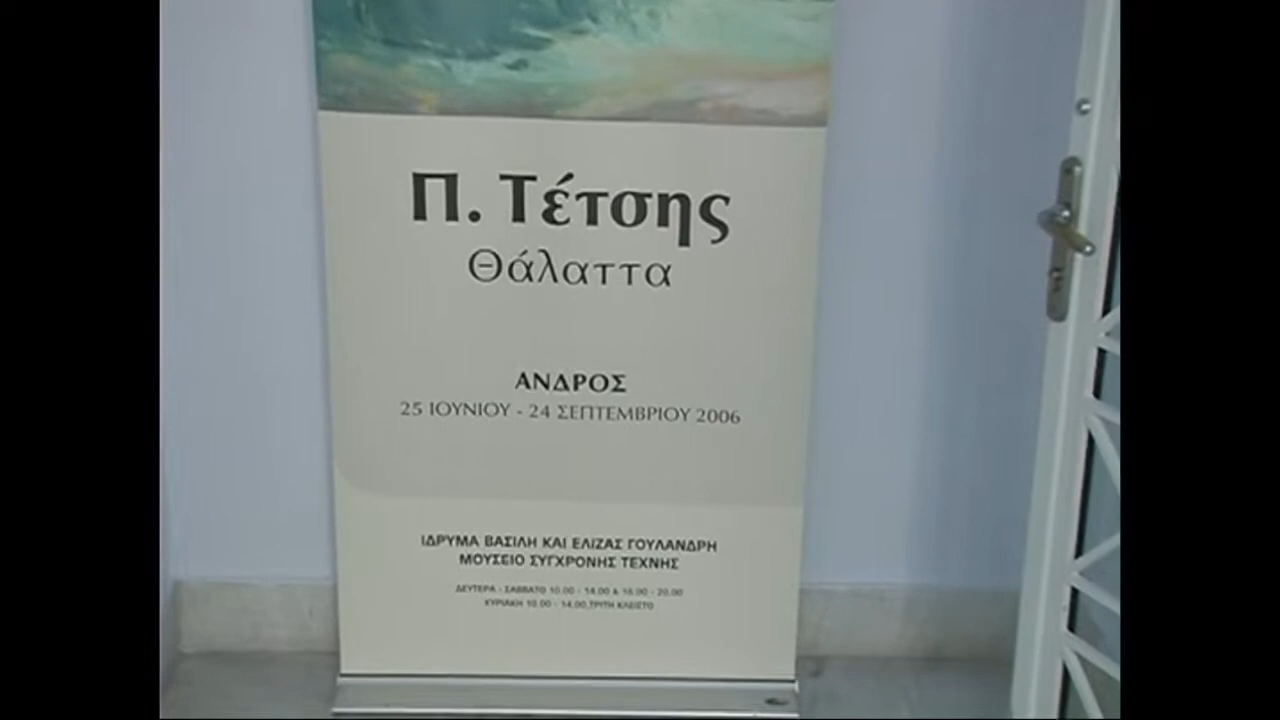 Π. Τέτσης
Θάλαττα
ΑΝΔΡΟΣ
25 ΙΟΥΝΙΟΥ - 24 ΣΕΠΤΕΜΒΡΙΟΥ 2006
ΙΔΡΥΜΑ ΒΑΣΙΛΗ ΚΑΙ ΕΛΙΖΑΣ ΓΟΥΛΑΝΔΡΗ
ΜΟΥΣΕΙΟ ΣΥΓΧΡΟΝΗΣ ΤΕΧΝΗΣ
ΔΕΥΤΕΡΑ - ΣΑΒΒΑΤΟ 10.00 - 14.00 & 18.00 - 20.00
ΚΥΡΙΑΚΗ 10.00 - 14.00,ΤΡΙΤΗ ΚΛΕΙΣΤΟ